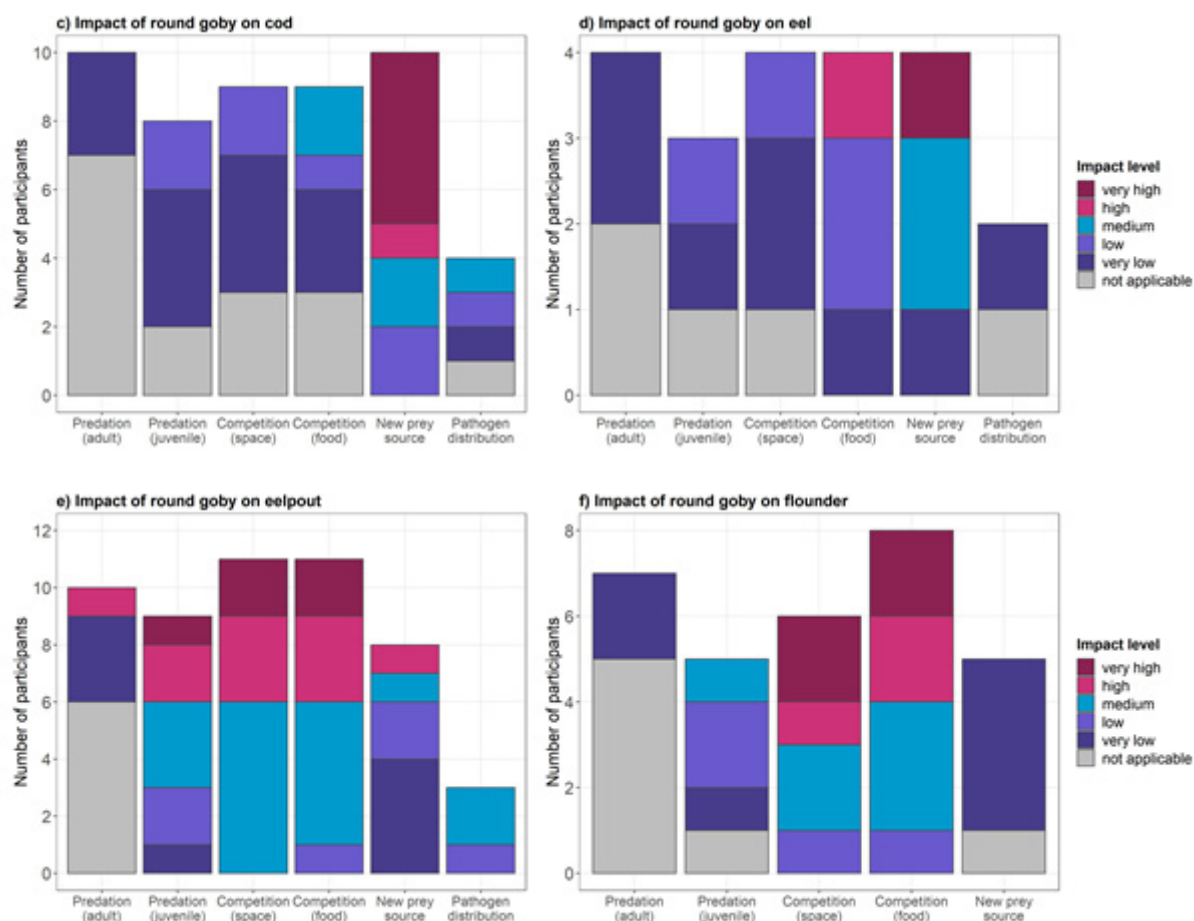 c) Impact of round goby on cod
Number of participants
10
8
6
4
2
0
Predation (adult)
Predation (juvenile)
Competition (space)
Competition (food)
New prey source
Pathogen distribution
d) Impact of round goby on eel
Number of participants
4
3
2
1
0
Predation (adult)
Predation (juvenile)
Competition (space)
Competition (food)
New prey source
Pathogen distribution
Impact level
very high
high
medium
low
very low
not applicable
e) Impact of round goby on eelpout
Number of participants
12
10
8
6
4
2
0
Predation (adult)
Predation (juvenile)
Competition (space)
Competition (food)
New prey source
Pathogen distribution
f) Impact of round goby on flounder
Number of participants
8
6
4
2
0
Predation (adult)
Predation (juvenile)
Competition (space)
Competition (food)
New prey source
Impact level
very high
high
medium
low
very low
not applicable